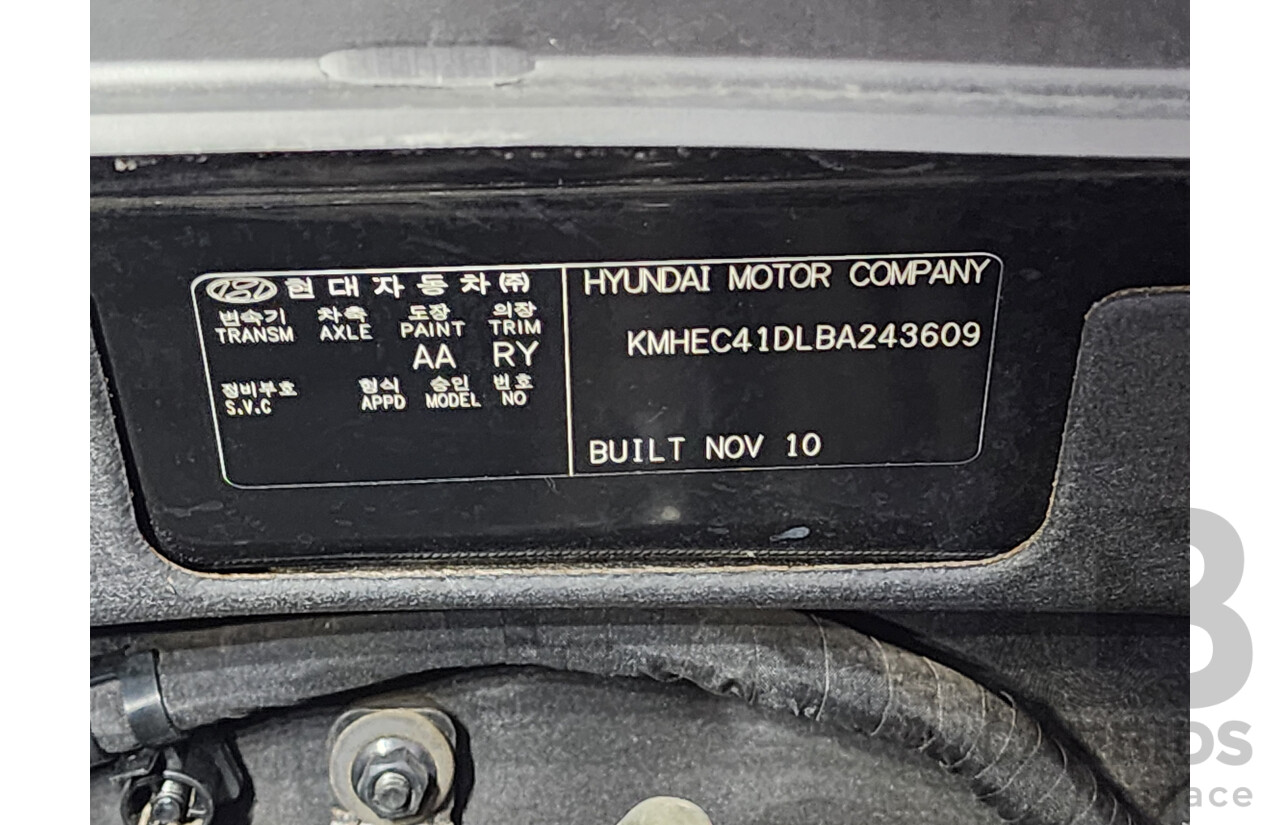 현대자동차㈜
변속기 차축 도장 의장
TRANSM AXLE PAINT TRIM
AA RY
정비부호 형식 승인 번호
S.V.C APPD MODEL NO
HYUNDAI MOTOR COMPANY
KMHEC41DLBA243609
BUILT NOV 10